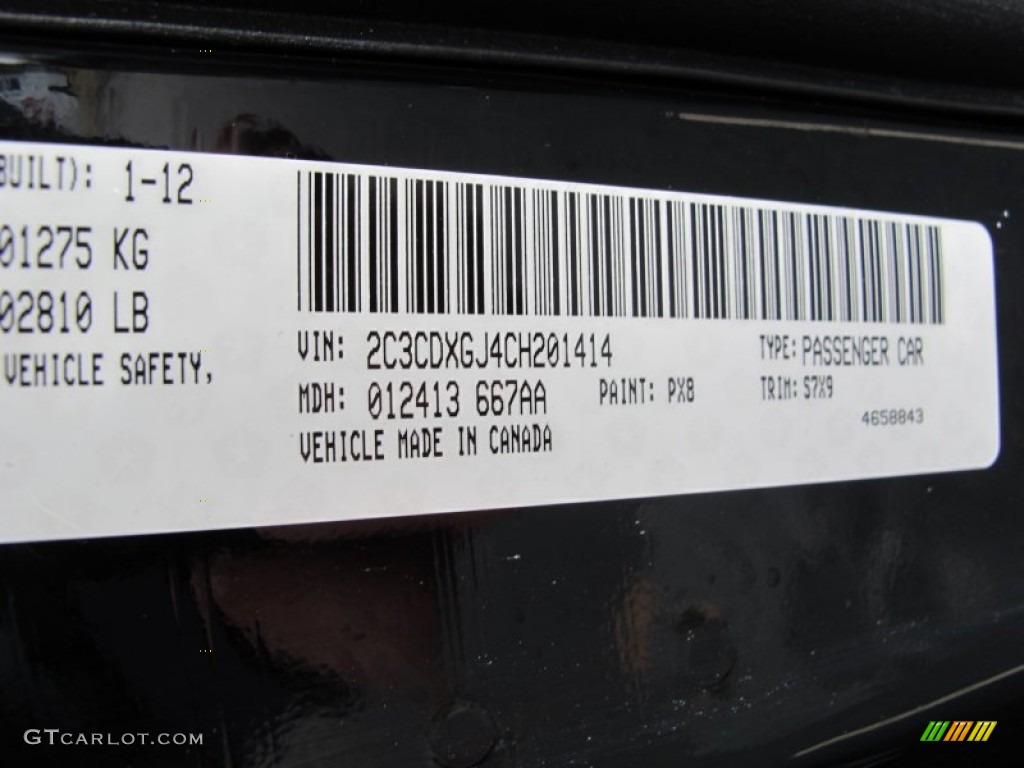 BUILT): 1-12
01275 KG
02810 LB
VEHICLE SAFETY,
VIN: 2C3CDXGJ4CH201414 TYPE: PASSENGER CAR
MDH: 012413 667AA PAINT: PX8 TRIM: S7X9
4658843
VEHICLE MADE IN CANADA
GTCARLOT.COM